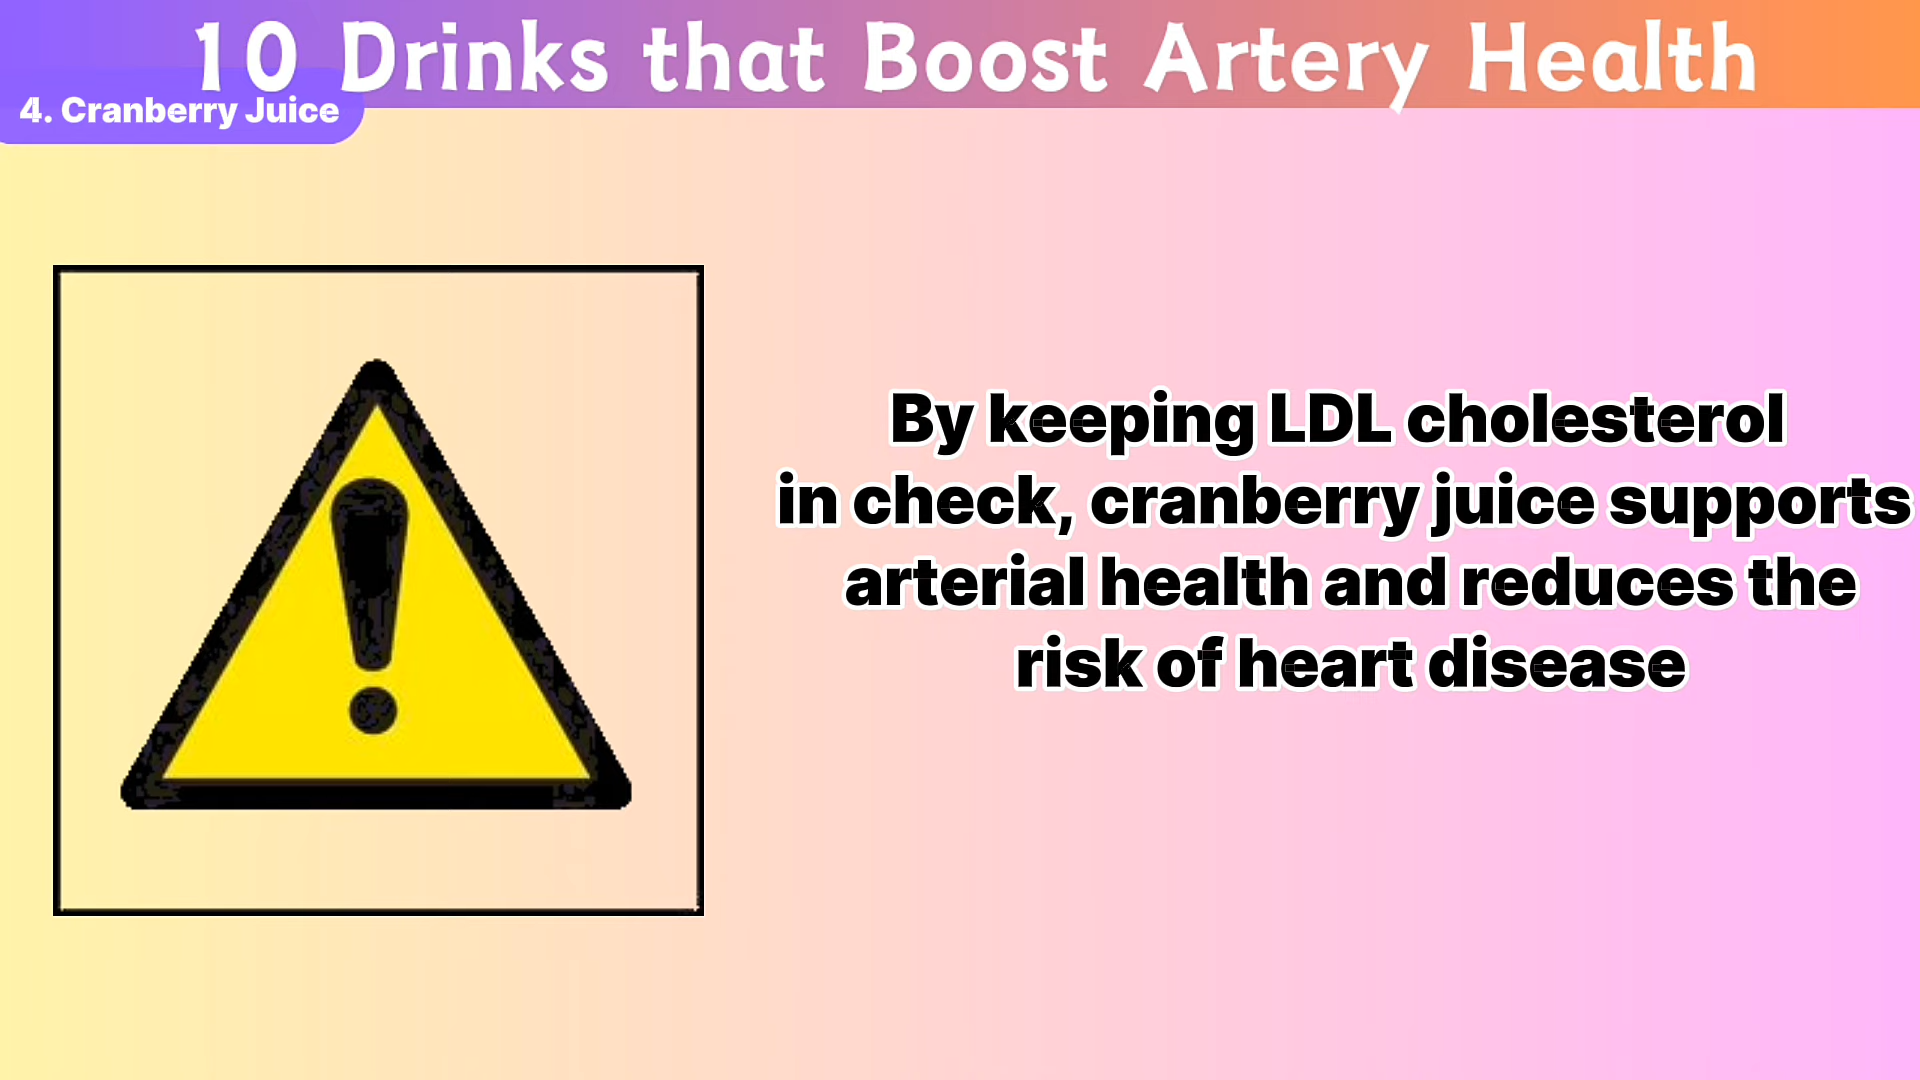 10 Drinks that Boost Artery Health
4. Cranberry Juice
By keeping LDL cholesterol
in check, cranberry juice supports
arterial health and reduces the
risk of heart disease